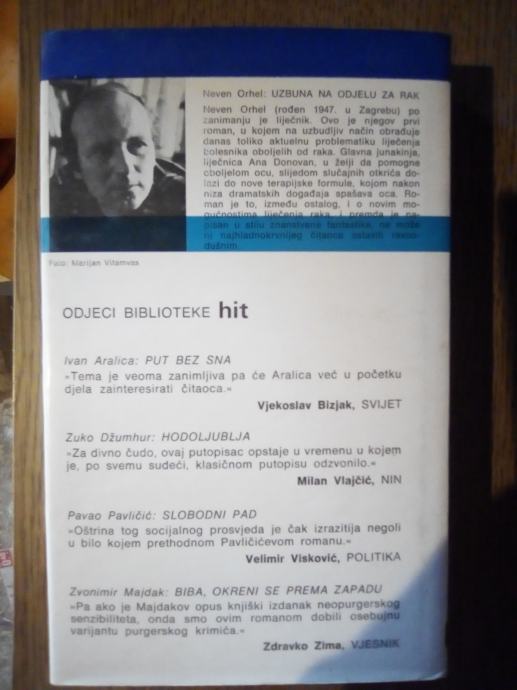 Neven Orhel: UZBUNA NA ODJELU ZA RAK
Neven Orhel (rođen 1947. u Zagrebu) po
zanimanju je liječnik. Ovo je njegov prvi
roman, u kojem na uzbudljiv način obrađuje
danas toliko aktuelnu problematiku liječenja
bolesnika oboljelih od raka. Glavna junakinja,
liječnica Ana Donovan, u želji da pomogne
oboljelom ocu, slijedom slučajnih otkrića do-
lazi do nove terapijske formule, kojom nakon
niza dramatskih događaja spašava oca. Ro-
man je to, između ostalog, i o novim mo-
gućnostima liječenja raka, i premda je na-
pisan u stilu znanstvene fantastike, ne može
ni najhladnokrvnijeg čitaoca ostaviti ravno-
dušnim.
Foto: Marijan Vitamvas
ODJECI BIBLIOTEKE hit
Ivan Aralica: PUT BEZ SNA
»Tema je veoma zanimljiva pa će Aralica već u početku
djela zainteresirati čitaoca.«
Vjekoslav Bizjak, SVIJET
Zuko Džumhur: HODOLJUBLJA
»Za divno čudo, ovaj putopisac opstaje u vremenu u kojem
je, po svemu sudeći, klasičnom putopisu odzvonilo.«
Milan Vlajčić, NIN
Pavao Pavličić: SLOBODNI PAD
»Oštrina tog socijalnog prosvjeda je čak izrazitija negoli
u bilo kojem prethodnom Pavličićevom romanu.«
Velimir Visković, POLITIKA
Zvonimir Majdak: BIBA, OKRENI SE PREMA ZAPADU
»Pa ako je Majdakov opus knjiški izdanak neopurgerskog
senzibiliteta, onda smo ovim romanom dobili osebujnu
varijantu purgerskog krimića.«
Zdravko Zima, VJESNIK